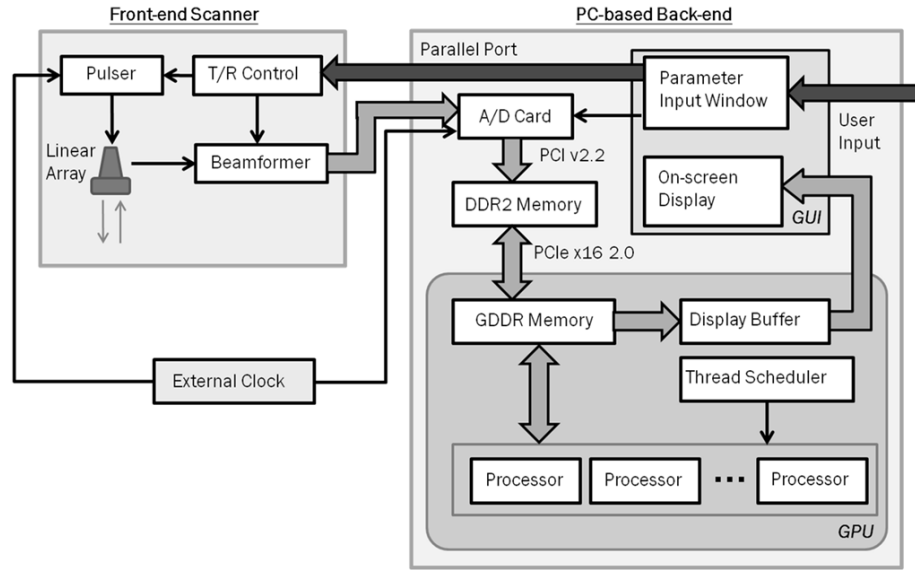 Front-end Scanner
PC-based Back-end
Pulser
T/R Control
Parallel Port
Parameter
Input Window
A/D Card
User
Input
Linear
Array
Beamformer
PCI v2.2
On-screen
Display
DDR2 Memory
GUI
PCIe x16 2.0
GDDR Memory
Display Buffer
External Clock
Thread Scheduler
Processor
Processor
Processor
GPU